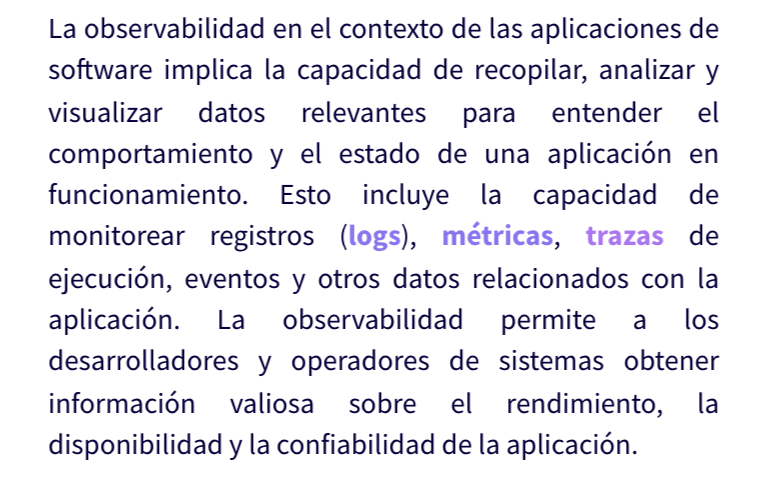 La observabilidad en el contexto de las aplicaciones de
software implica la capacidad de recopilar, analizar y
visualizar datos relevantes para entender el
comportamiento y el estado de una aplicación en
funcionamiento. Esto incluye la capacidad de
monitorear registros (logs), métricas, trazas de
ejecución, eventos y otros datos relacionados con la
aplicación. La observabilidad permite a los
desarrolladores y operadores de sistemas obtener
información valiosa sobre el rendimiento, la
disponibilidad y la confiabilidad de la aplicación.